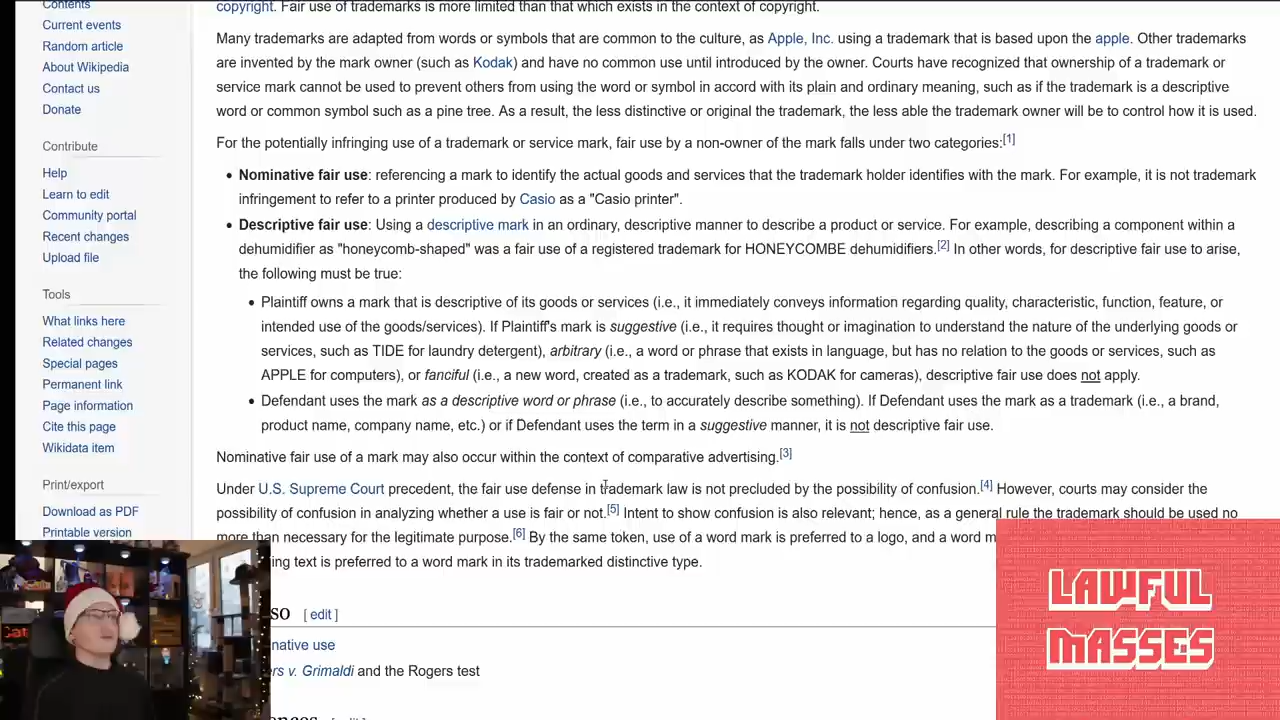 Contents
Current events
Random article
About Wikipedia
Contact us
Donate
Contribute
Help
Learn to edit
Community portal
Recent changes
Upload file
Tools
What links here
Related changes
Special pages
Permanent link
Page information
Cite this page
Wikidata item
Print/export
Download as PDF
Printable version
copyright. Fair use of trademarks is more limited than that which exists in the context of copyright.
Many trademarks are adapted from words or symbols that are common to the culture, as Apple, Inc. using a trademark that is based upon the apple. Other trademarks
are invented by the mark owner (such as Kodak) and have no common use until introduced by the owner. Courts have recognized that ownership of a trademark or
service mark cannot be used to prevent others from using the word or symbol in accord with its plain and ordinary meaning, such as if the trademark is a descriptive
word or common symbol such as a pine tree. As a result, the less distinctive or original the trademark, the less able the trademark owner will be to control how it is used.
For the potentially infringing use of a trademark or service mark, fair use by a non-owner of the mark falls under two categories:[1]
• Nominative fair use: referencing a mark to identify the actual goods and services that the trademark holder identifies with the mark. For example, it is not trademark
infringement to refer to a printer produced by Casio as a "Casio printer".
• Descriptive fair use: Using a descriptive mark in an ordinary, descriptive manner to describe a product or service. For example, describing a component within a
dehumidifier as "honeycomb-shaped" was a fair use of a registered trademark for HONEYCOMBE dehumidifiers.[2] In other words, for descriptive fair use to arise,
the following must be true:
• Plaintiff owns a mark that is descriptive of its goods or services (i.e., it immediately conveys information regarding quality, characteristic, function, feature, or
intended use of the goods/services). If Plaintiff's mark is suggestive (i.e., it requires thought or imagination to understand the nature of the underlying goods or
services, such as TIDE for laundry detergent), arbitrary (i.e., a word or phrase that exists in language, but has no relation to the goods or services, such as
APPLE for computers), or fanciful (i.e., a new word, created as a trademark, such as KODAK for cameras), descriptive fair use does not apply.
• Defendant uses the mark as a descriptive word or phrase (i.e., to accurately describe something). If Defendant uses the mark as a trademark (i.e., a brand,
product name, company name, etc.) or if Defendant uses the term in a suggestive manner, it is not descriptive fair use.
Nominative fair use of a mark may also occur within the context of comparative advertising.[3]
Under U.S. Supreme Court precedent, the fair use defense in trademark law is not precluded by the possibility of confusion.[4] However, courts may consider the
possibility of confusion in analyzing whether a use is fair or not.[5] Intent to show confusion is also relevant; hence, as a general rule the trademark should be used no
more than necessary for the legitimate purpose.[6] By the same token, use of a word mark is preferred to a logo, and a word m
ing text is preferred to a word mark in its trademarked distinctive type.
so [ edit ]
native use
rs v. Grimaldi and the Rogers test
LAWFUL
MASSES